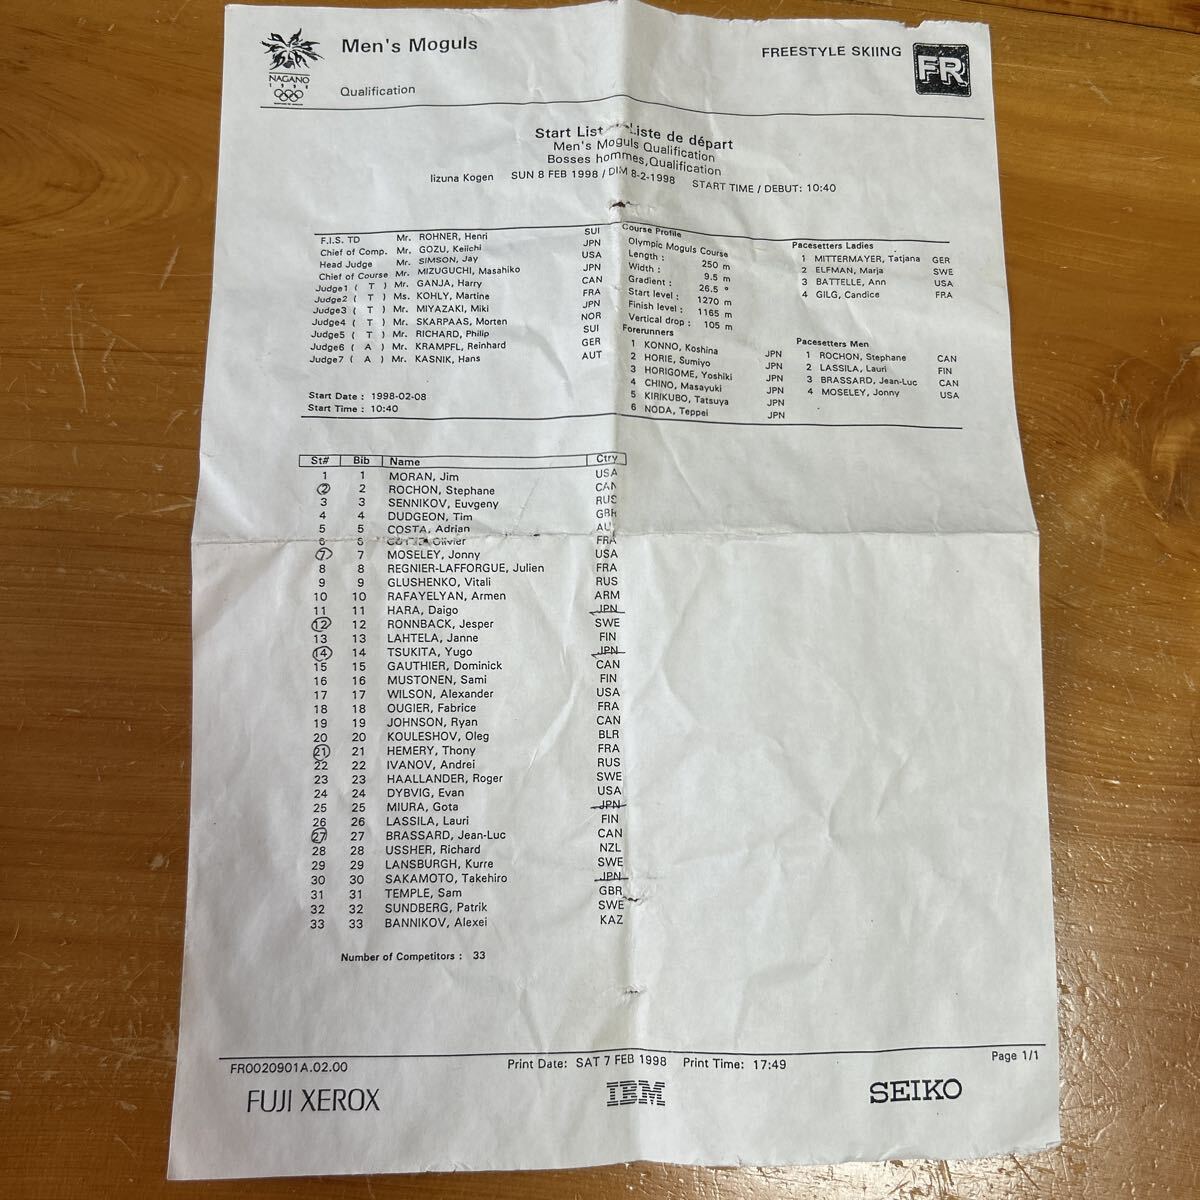 NAGANO
1998
Men's Moguls
Qualification
FREESTYLE SKIING
FR
Start List Liste de départ
Men's Moguls Qualification
Bosses hommes,Qualification
Iizuna Kogen SUN 8 FEB 1998 / DIM 8-2-1998 START TIME / DEBUT: 10:40
F.I.S. TD Mr. ROHNER, Henri SUI
Chief of Comp. Mr. GOZU, Keiichi JPN
Head Judge Mr. SIMSON, Jay USA
Chief of Course Mr. MIZUGUCHI, Masahiko JPN
Judge1 ( T ) Mr. GANJA, Harry CAN
Judge2 ( T ) Ms. KOHLY, Martine FRA
Judge3 ( T ) Mr. MIYAZAKI, Miki JPN
Judge4 ( T ) Mr. SKARPAAS, Morten NOR
Judge5 ( T ) Mr. RICHARD, Philip SUI
Judge6 ( A ) Mr. KRAMPFL, Reinhard GER
Judge7 ( A ) Mr. KASNIK, Hans AUT
Start Date : 1998-02-08
Start Time : 10:40
Course Profile
Olympic Moguls Course
Length : 250 m
Width : 9.5 m
Gradient : 26.5 °
Start level : 1270 m
Finish level : 1165 m
Vertical drop : 105 m
Forerunners
1 KONNO, Koshina JPN
2 HORIE, Sumiyo JPN
3 HORIGOME, Yoshiki JPN
4 CHINO, Masayuki JPN
5 KIRIKUBO, Tatsuya JPN
6 NODA, Teppei JPN
Pacesetters Ladies
1 MITTERMAYER, Tatjana GER
2 ELFMAN, Marja SWE
3 BATTELLE, Ann USA
4 GILG, Candice FRA
Pacesetters Men
1 ROCHON, Stephane CAN
2 LASSILA, Lauri FIN
3 BRASSARD, Jean-Luc CAN
4 MOSELEY, Jonny USA
St# Bib Name Ctry
1 1 MORAN, Jim USA
2 2 ROCHON, Stephane CAN
3 3 SENNIKOV, Euvgeny RUS
4 4 DUDGEON, Tim GBR
5 5 COSTA, Adrian
6 6 Olivier FRA
7 7 MOSELEY, Jonny USA
8 8 REGNIER-LAFFORGUE, Julien FRA
9 9 GLUSHENKO, Vitali RUS
10 10 RAFAYELYAN, Armen ARM
11 11 HARA, Daigo JPN
12 12 RONNBACK, Jesper SWE
13 13 LAHTELA, Janne FIN
14 14 TSUKITA, Yugo JPN
15 15 GAUTHIER, Dominick CAN
16 16 MUSTONEN, Sami FIN
17 17 WILSON, Alexander USA
18 18 OUGIER, Fabrice FRA
19 19 JOHNSON, Ryan CAN
20 20 KOULESHOV, Oleg BLR
21 21 HEMERY, Thony FRA
22 22 IVANOV, Andrei RUS
23 23 HAALLANDER, Roger SWE
24 24 DYBVIG, Evan USA
25 25 MIURA, Gota JPN
26 26 LASSILA, Lauri FIN
27 27 BRASSARD, Jean-Luc CAN
28 28 USSHER, Richard NZL
29 29 LANSBURGH, Kurre SWE
30 30 SAKAMOTO, Takehiro JPN
31 31 TEMPLE, Sam GBR
32 32 SUNDBERG, Patrik SWE
33 33 BANNIKOV, Alexei KAZ
Number of Competitors : 33
FR0020901A.02.00 Print Date: SAT 7 FEB 1998 Print Time: 17:49 Page 1/1
FUJI XEROX IBM SEIKO